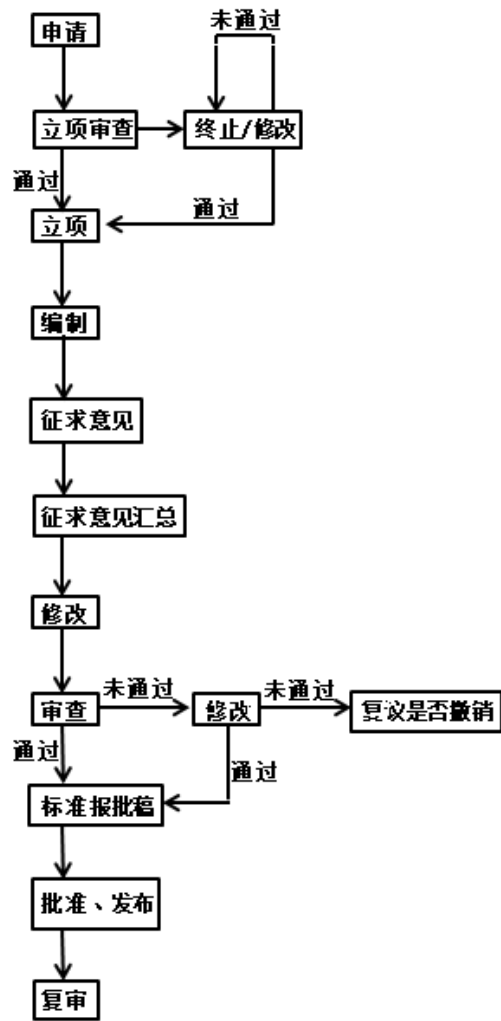 申请
未通过
立项审查
终止/修改
通过
通过
立项
编制
征求意见
征求意见汇总
修改
审查
未通过
修改
未通过
复议是否撤销
通过
通过
标准报批稿
批准、发布
复审